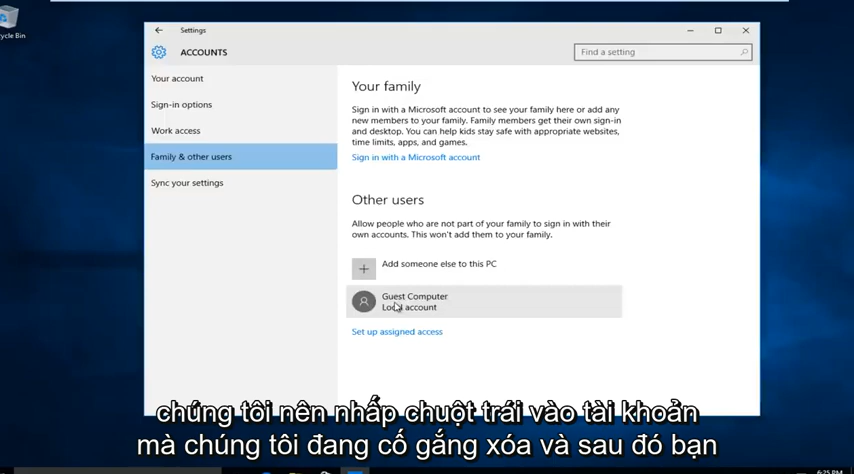 Settings
ACCOUNTS
Find a setting
Your account
Sign-in options
Work access
Family & other users
Sync your settings
Your family
Sign in with a Microsoft account to see your family here or add any
new members to your family. Family members get their own sign-in
and desktop. You can help kids stay safe with appropriate websites,
time limits, apps, and games.
Sign in with a Microsoft account
Other users
Allow people who are not part of your family to sign in with their
own accounts. This won't add them to your family.
Add someone else to this PC
Guest Computer
Local account
Set up assigned access
chúng tôi nên nhấp chuột trái vào tài khoản
mà chúng tôi đang cố gắng xóa và sau đó bạn
6:25 PM